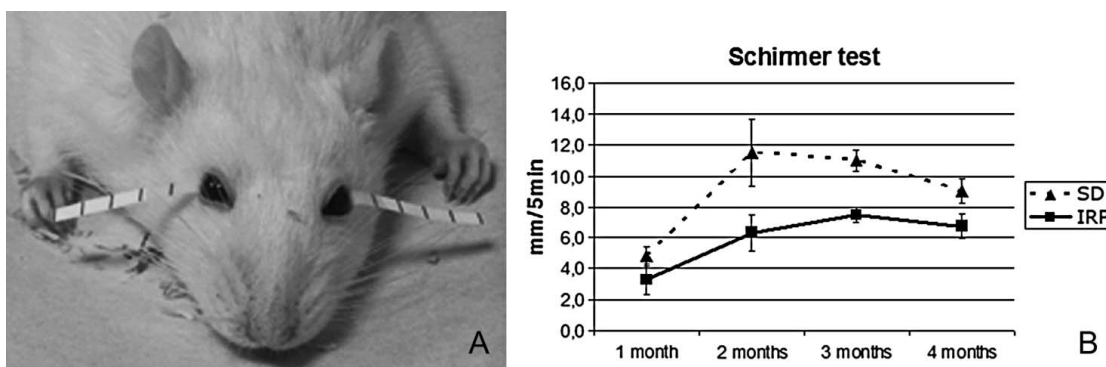 A
Schirmer test
mm/5min
16,0
14,0
12,0
10,0
8,0
6,0
4,0
2,0
0,0
1 month 2 months 3 months 4 months
SD
IRP
B